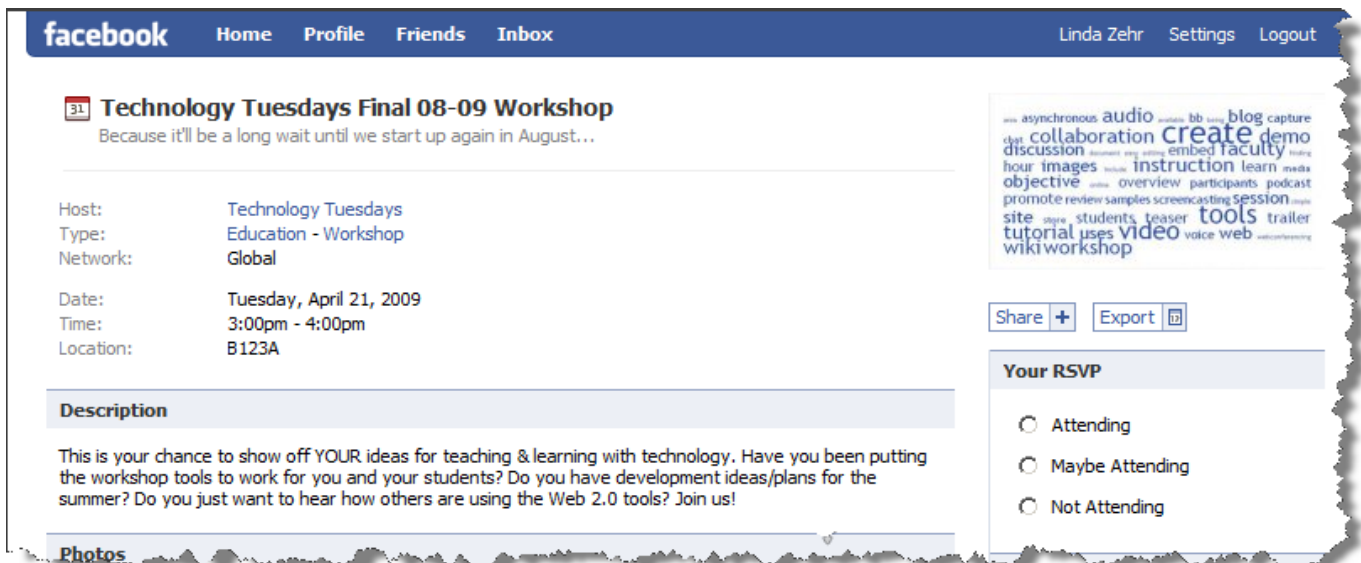 facebook Home Profile Friends Inbox Linda Zehr Settings Logout
31 Technology Tuesdays Final 08-09 Workshop
Because it'll be a long wait until we start up again in August...
Host: Technology Tuesdays
Type: Education - Workshop
Network: Global
Date: Tuesday, April 21, 2009
Time: 3:00pm - 4:00pm
Location: B123A
Description
This is your chance to show off YOUR ideas for teaching & learning with technology. Have you been putting
the workshop tools to work for you and your students? Do you have development ideas/plans for the
summer? Do you just want to hear how others are using the Web 2.0 tools? Join us!
Photos
asynchronous audio bb blog capture
chat collaboration create demo
discussion embed faculty
hour images instruction learn media
objective overview participants podcast
promote review samples screencasting session
site students teaser tools trailer
tutorial uses video voice web
wiki workshop
Share +
Export
Your RSVP
Attending
Maybe Attending
Not Attending